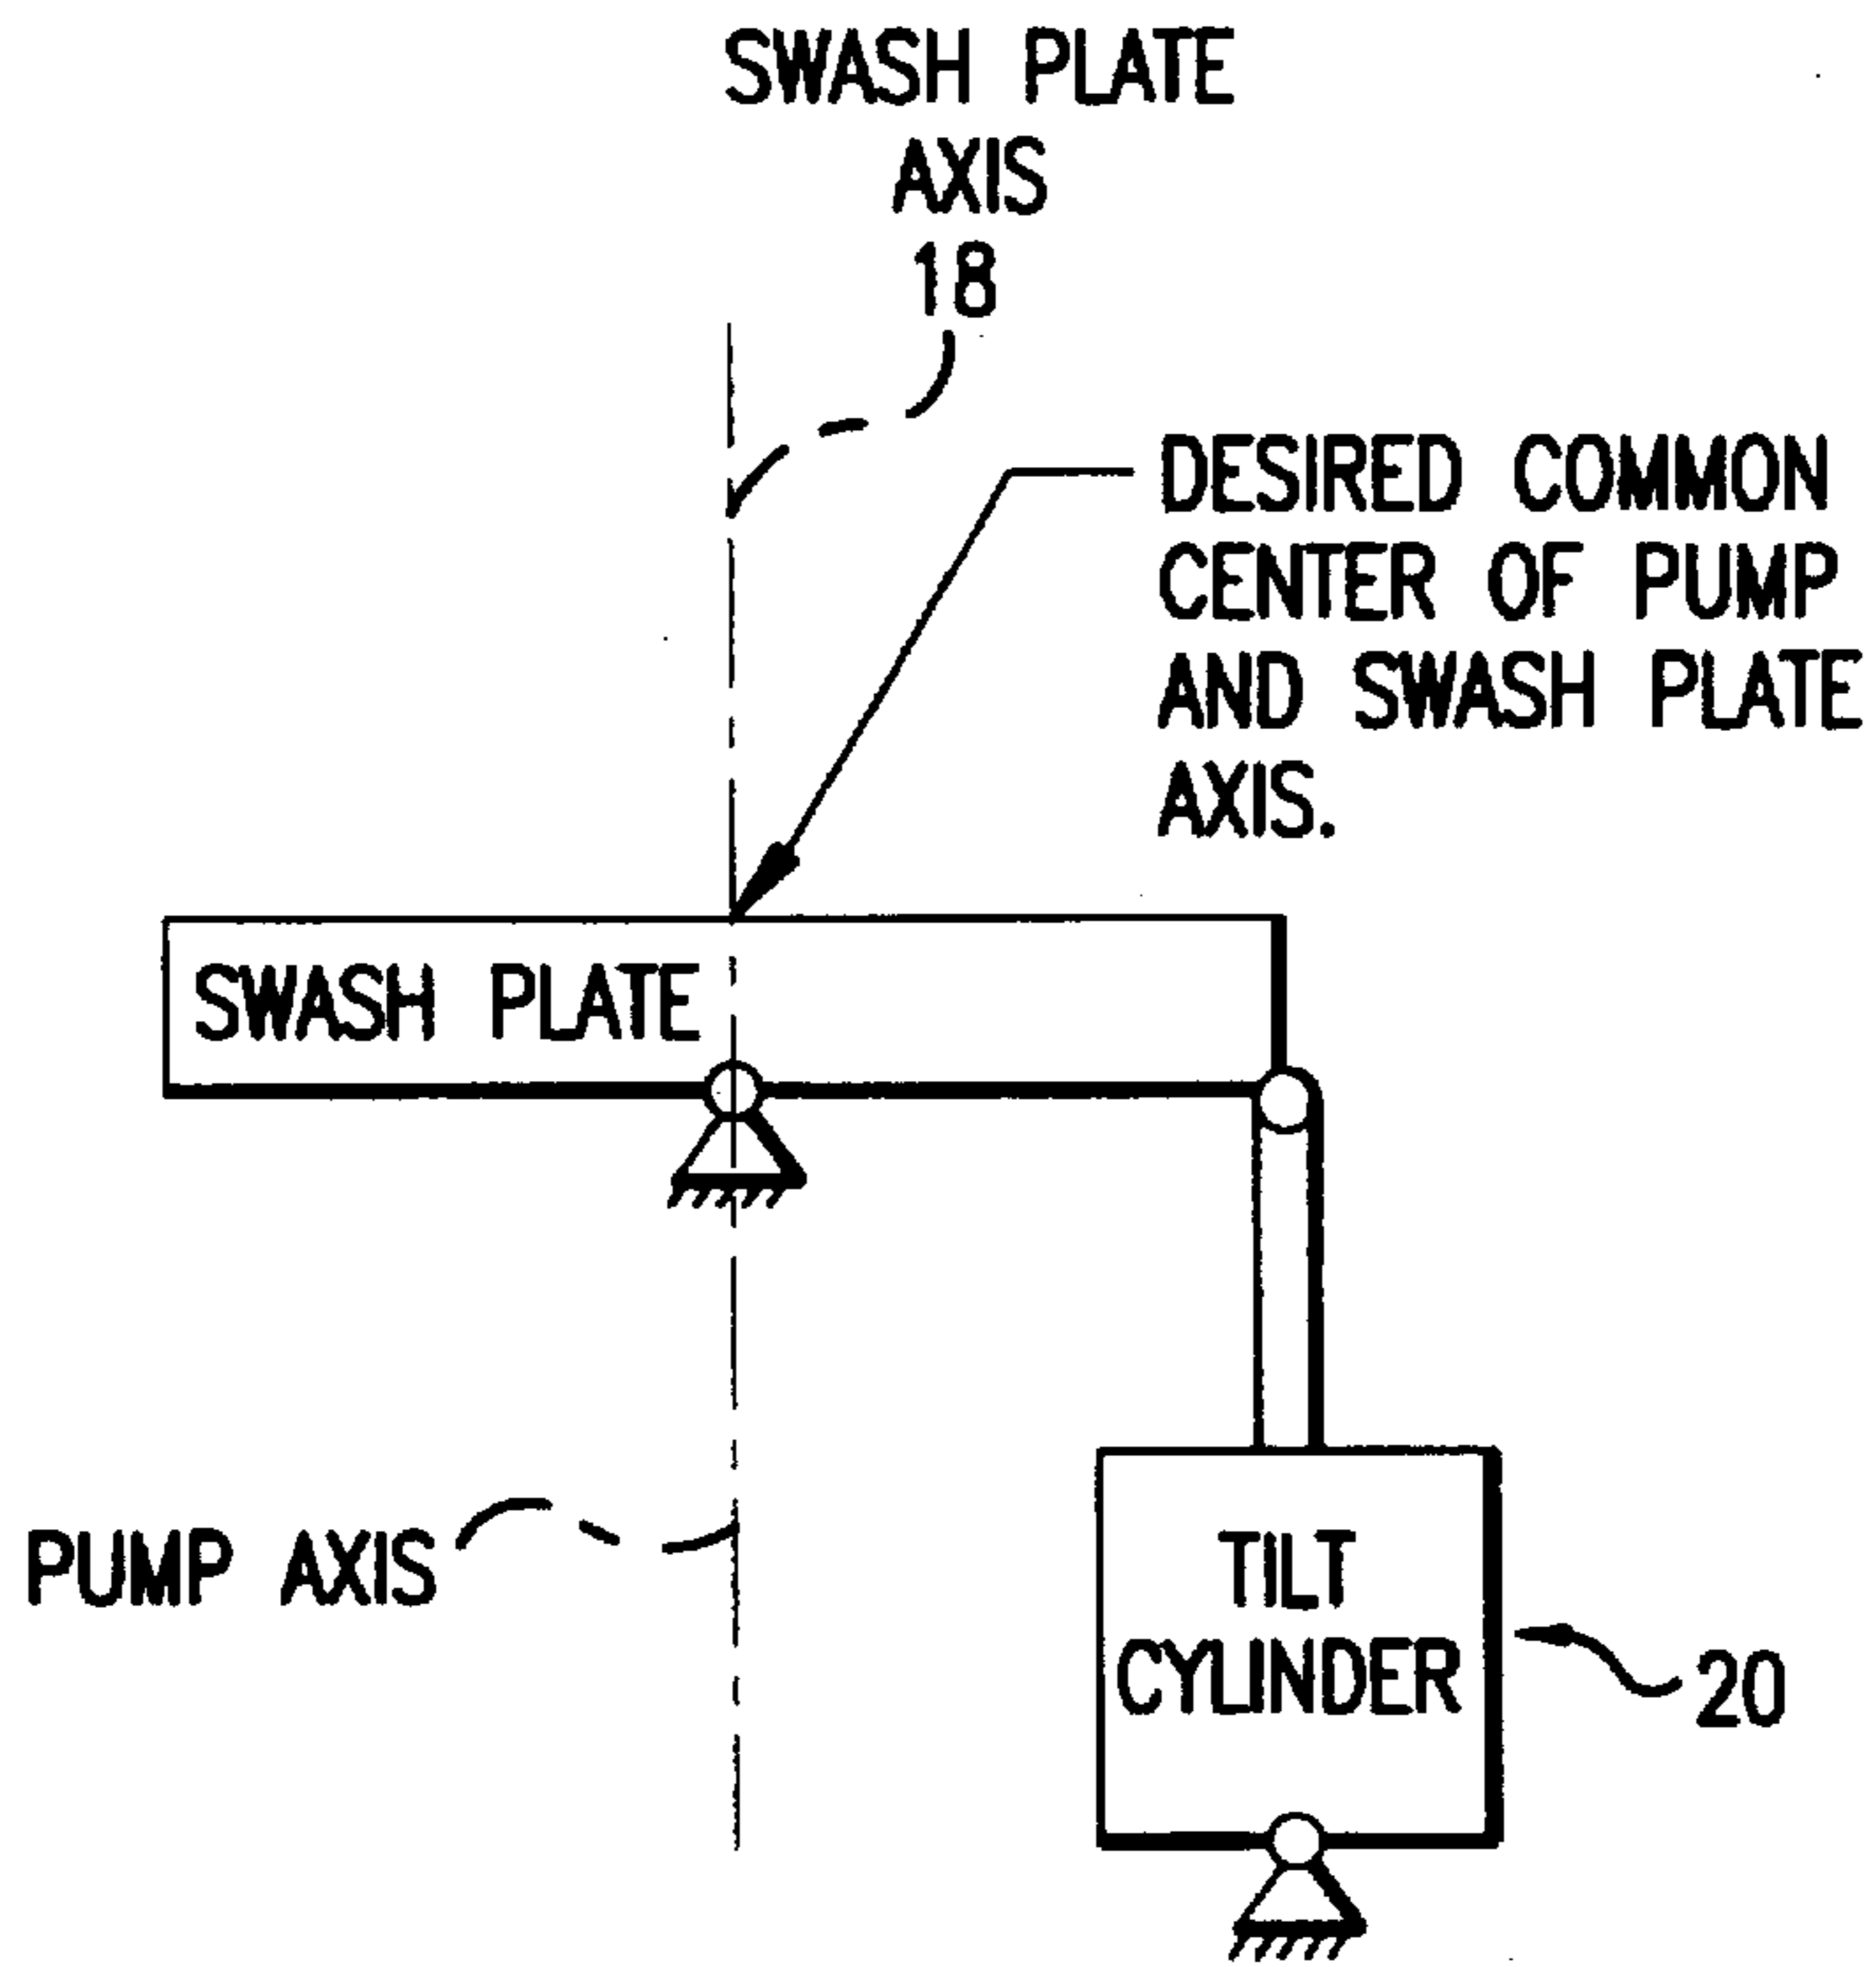 SWASH PLATE
AXIS
18
DESIRED COMMON
CENTER OF PUMP
AND SWASH PLATE
AXIS.
SWASH PLATE
PUMP AXIS
TILT
CYLINDER
20